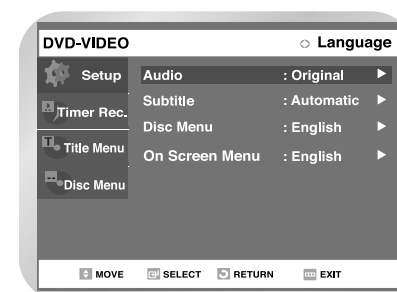 DVD-VIDEO Language
Setup
Timer Rec.
Title Menu
Disc Menu
Audio : Original
Subtitle : Automatic
Disc Menu : English
On Screen Menu : English
MOVE SELECT RETURN EXIT